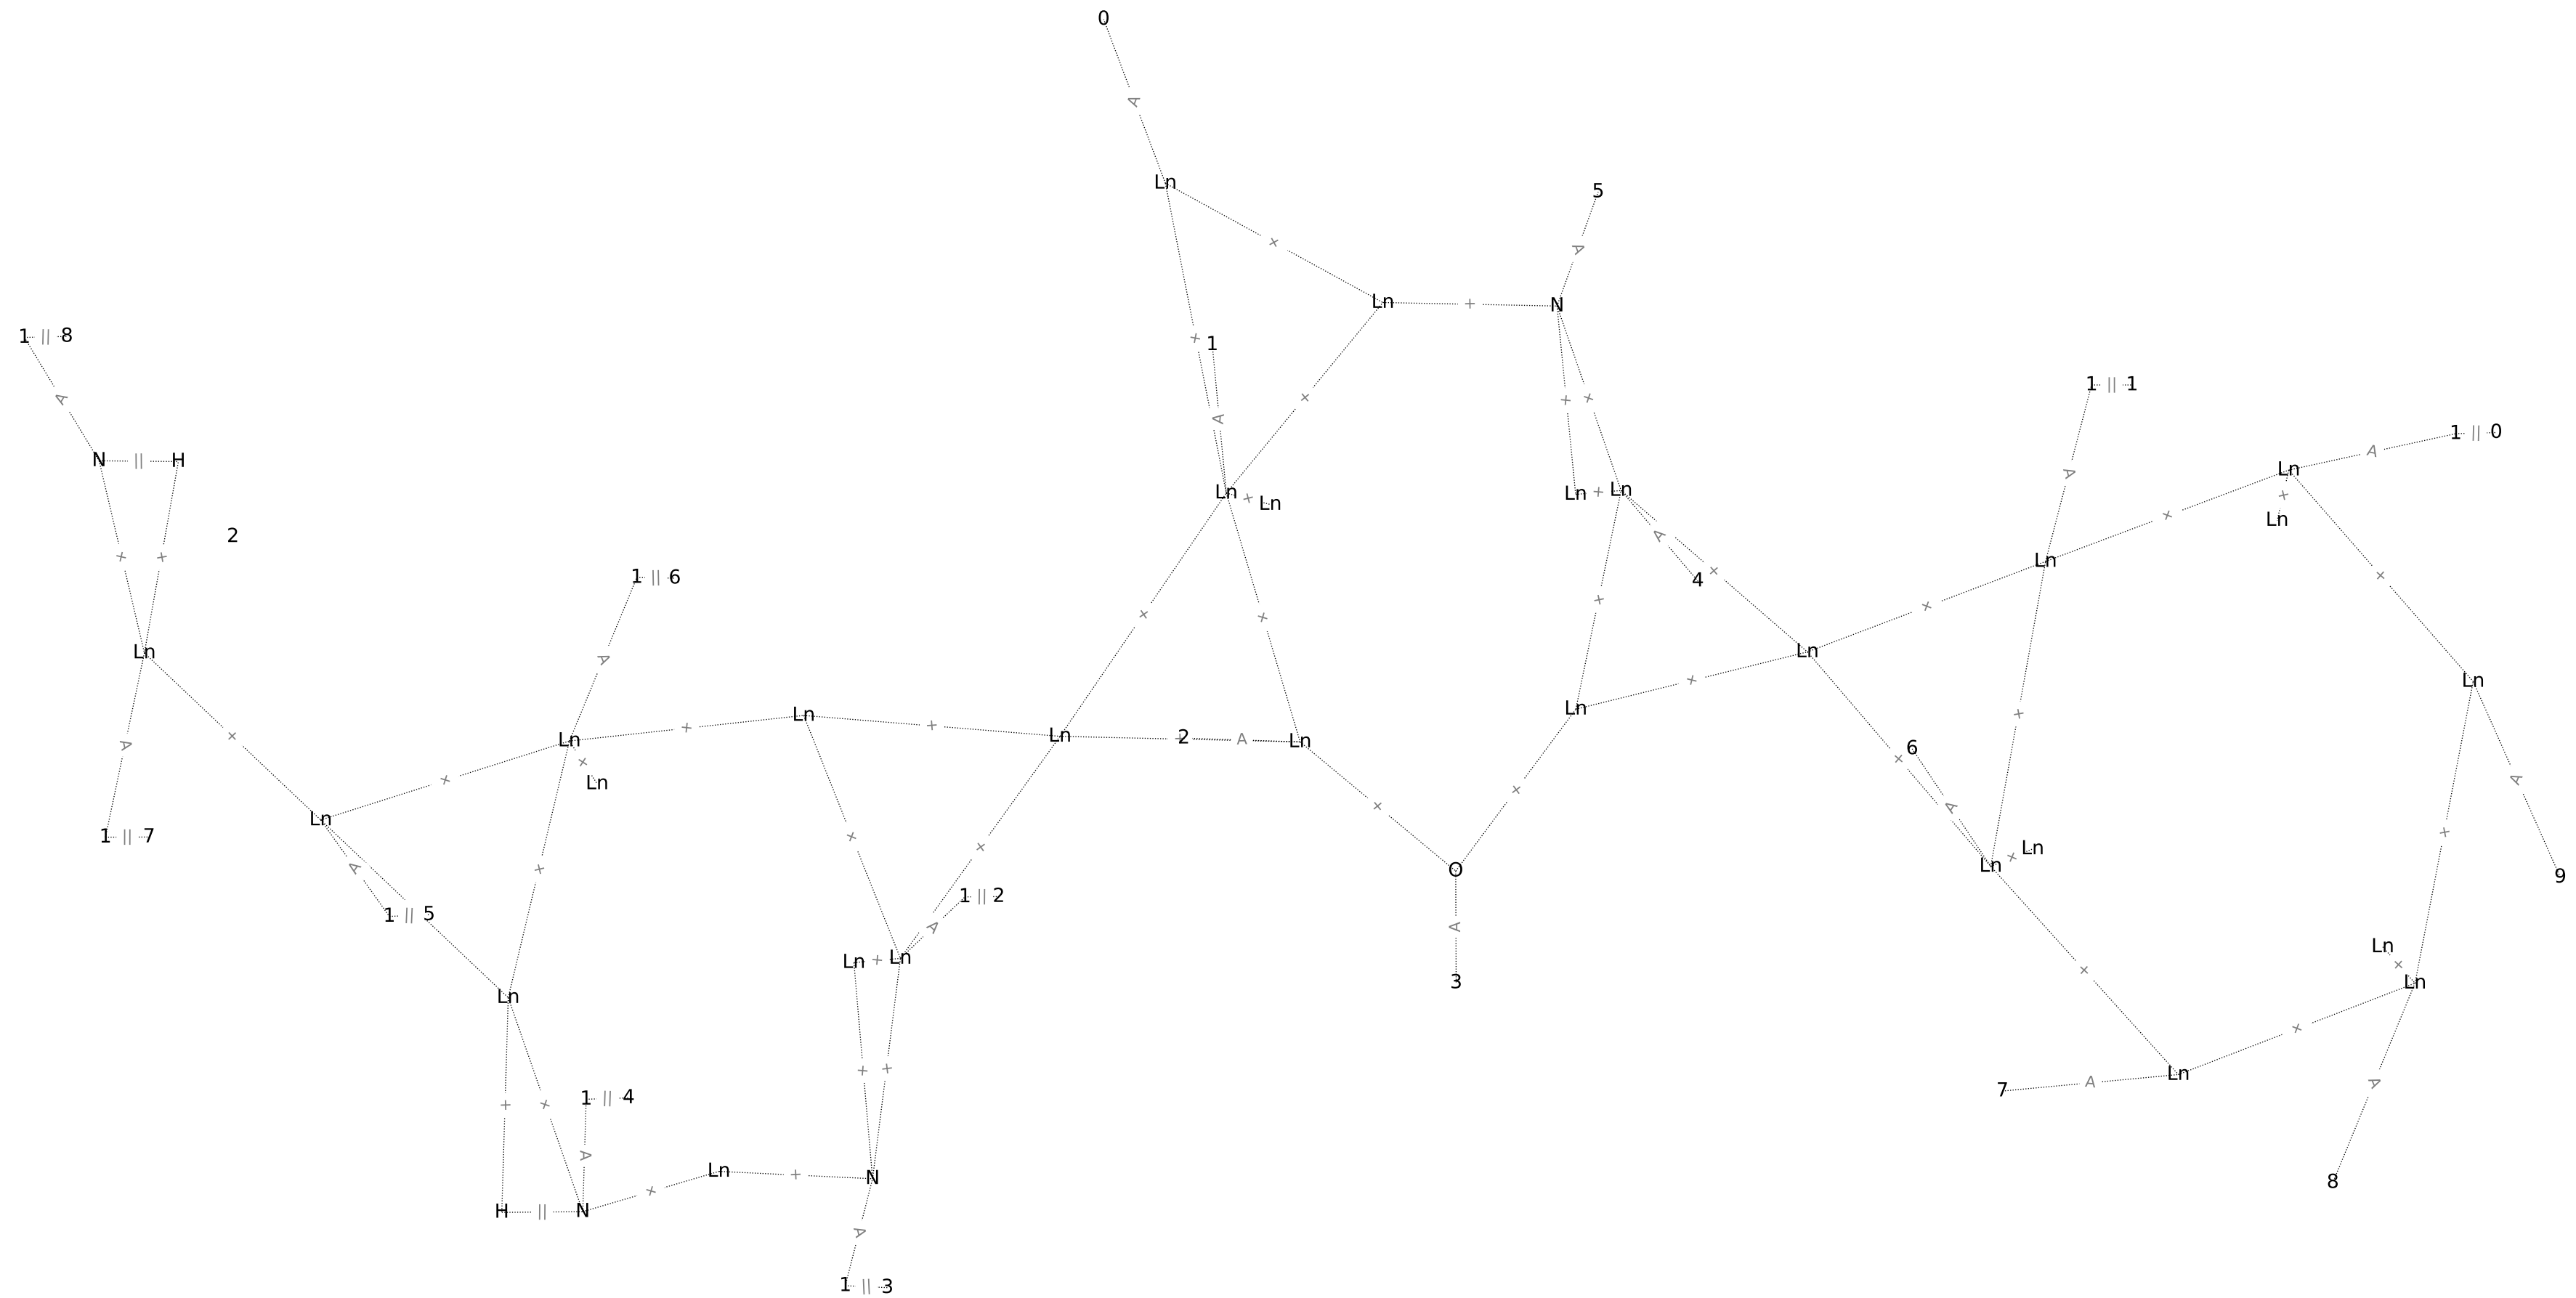 0
Ln
5
Ln + N
1 || 8
1
1 || 1
1 || 0
N || H
Ln
Ln + Ln
Ln + Ln
Ln
2
4
Ln
1 || 6
Ln
Ln
Ln
Ln
Ln
Ln
Ln
2
Ln
6
Ln
Ln
Ln
1 || 7
Ln
9
O
1 || 5
1 || 2
Ln + Ln
Ln
Ln
3
Ln
Ln
7
1 || 4
Ln
N
8
H || N
1 || 3